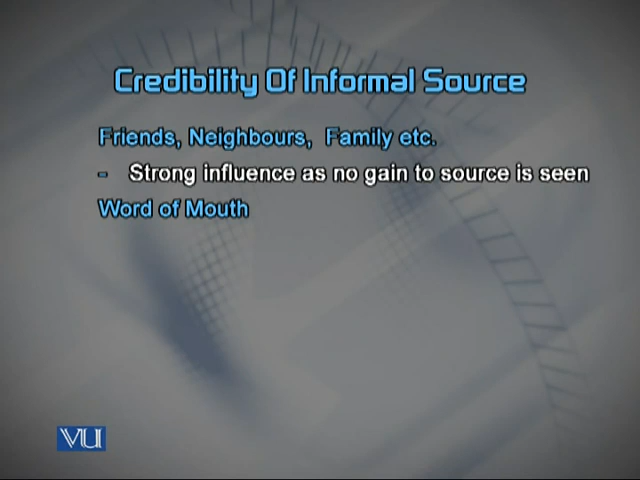 Credibility Of Informal Source
Friends, Neighbours, Family etc.
- Strong influence as no gain to source is seen
Word of Mouth
VU